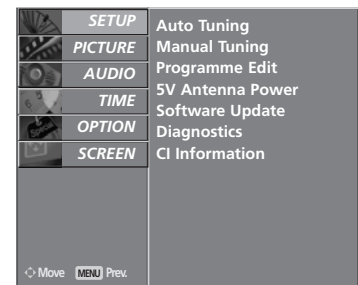 SETUP
PICTURE
AUDIO
TIME
OPTION
SCREEN
Auto Tuning
Manual Tuning
Programme Edit
5V Antenna Power
Software Update
Diagnostics
CI Information
Move MENU Prev.